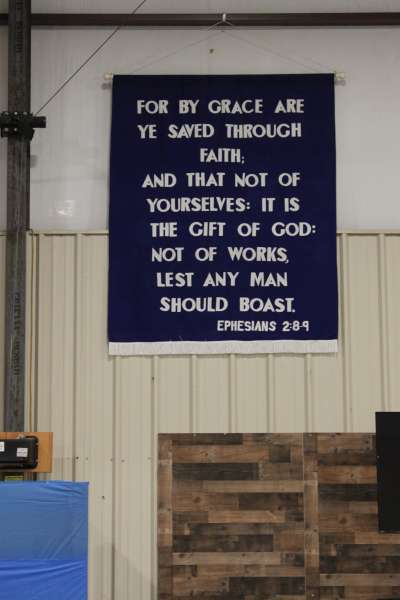 FOR BY GRACE ARE
YE SAVED THROUGH
FAITH;
AND THAT NOT OF
YOURSELVES: IT IS
THE GIFT OF GOD:
NOT OF WORKS,
LEST ANY MAN
SHOULD BOAST.
EPHESIANS 2:8-9